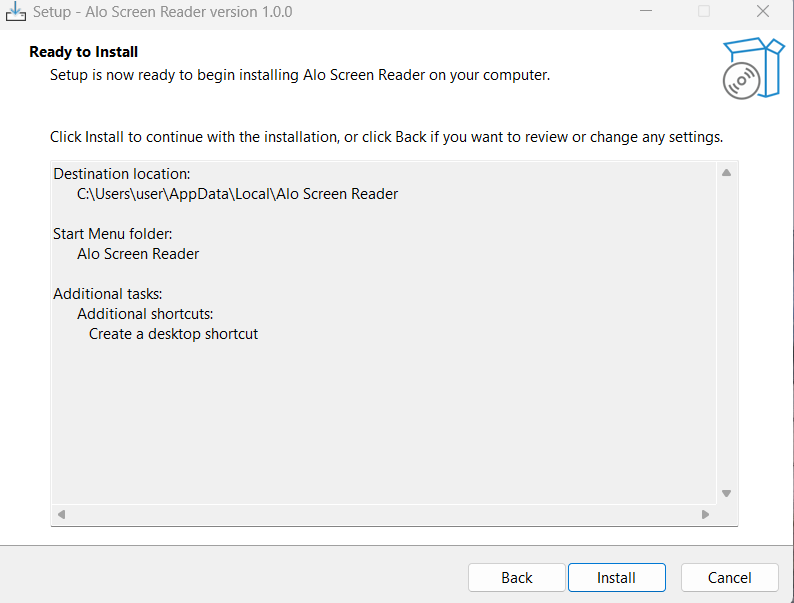 Setup - Alo Screen Reader version 1.0.0
Ready to Install
Setup is now ready to begin installing Alo Screen Reader on your computer.
Click Install to continue with the installation, or click Back if you want to review or change any settings.
Destination location:
C:\Users\user\AppData\Local\Alo Screen Reader
Start Menu folder:
Alo Screen Reader
Additional tasks:
Additional shortcuts:
Create a desktop shortcut
Back Install Cancel